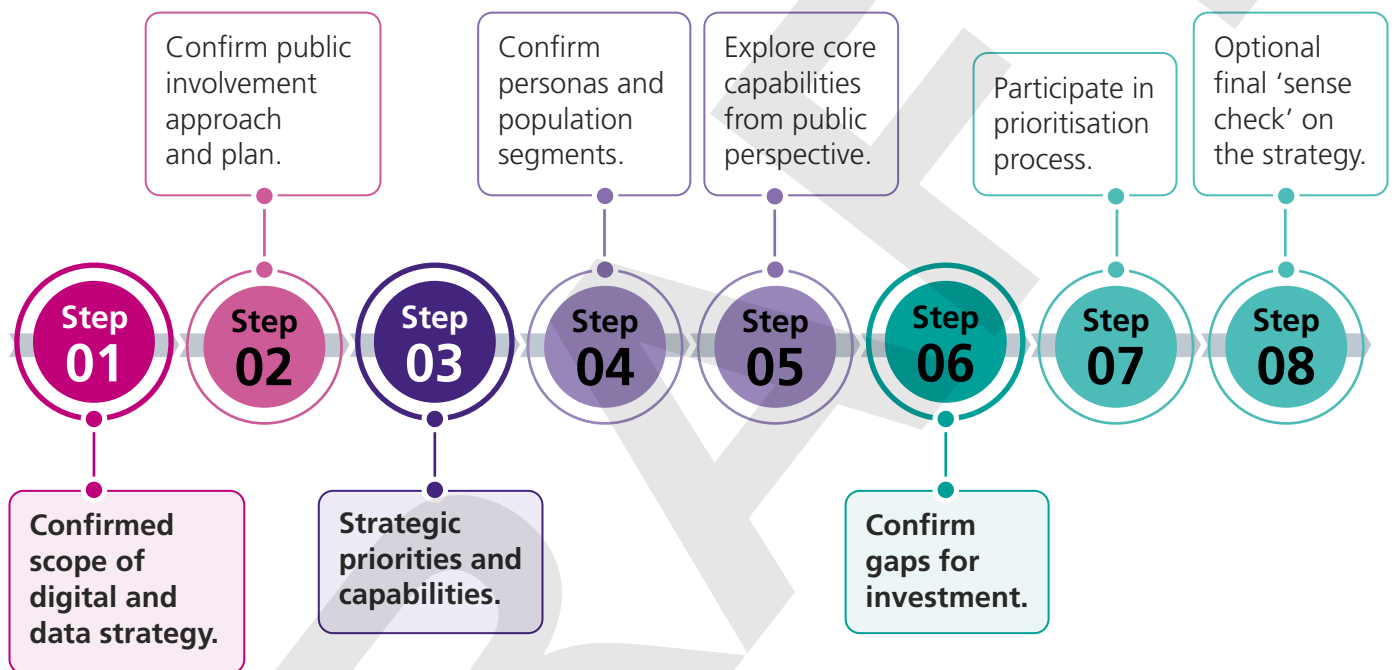 Confirm public
involvement
approach
and plan.
Confirm
personas and
population
segments.
Explore core
capabilities
from public
perspective.
Participate in
prioritisation
process.
Optional
final ‘sense
check’ on
the strategy.
Step
01
Step
02
Step
03
Step
04
Step
05
Step
06
Step
07
Step
08
Confirmed
scope of
digital and
data strategy.
Strategic
priorities and
capabilities.
Confirm
gaps for
investment.